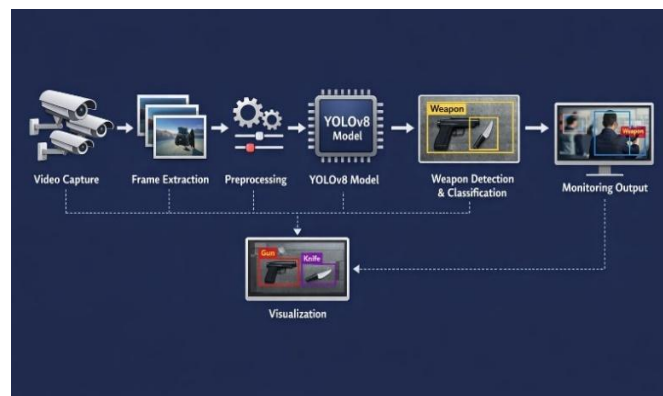 YOLOv8
Model
Weapon
Weapon
Video Capture
Frame Extraction
Preprocessing
YOLOv8 Model
Weapon Detection
& Classification
Monitoring Output
Gun
Knife
Visualization